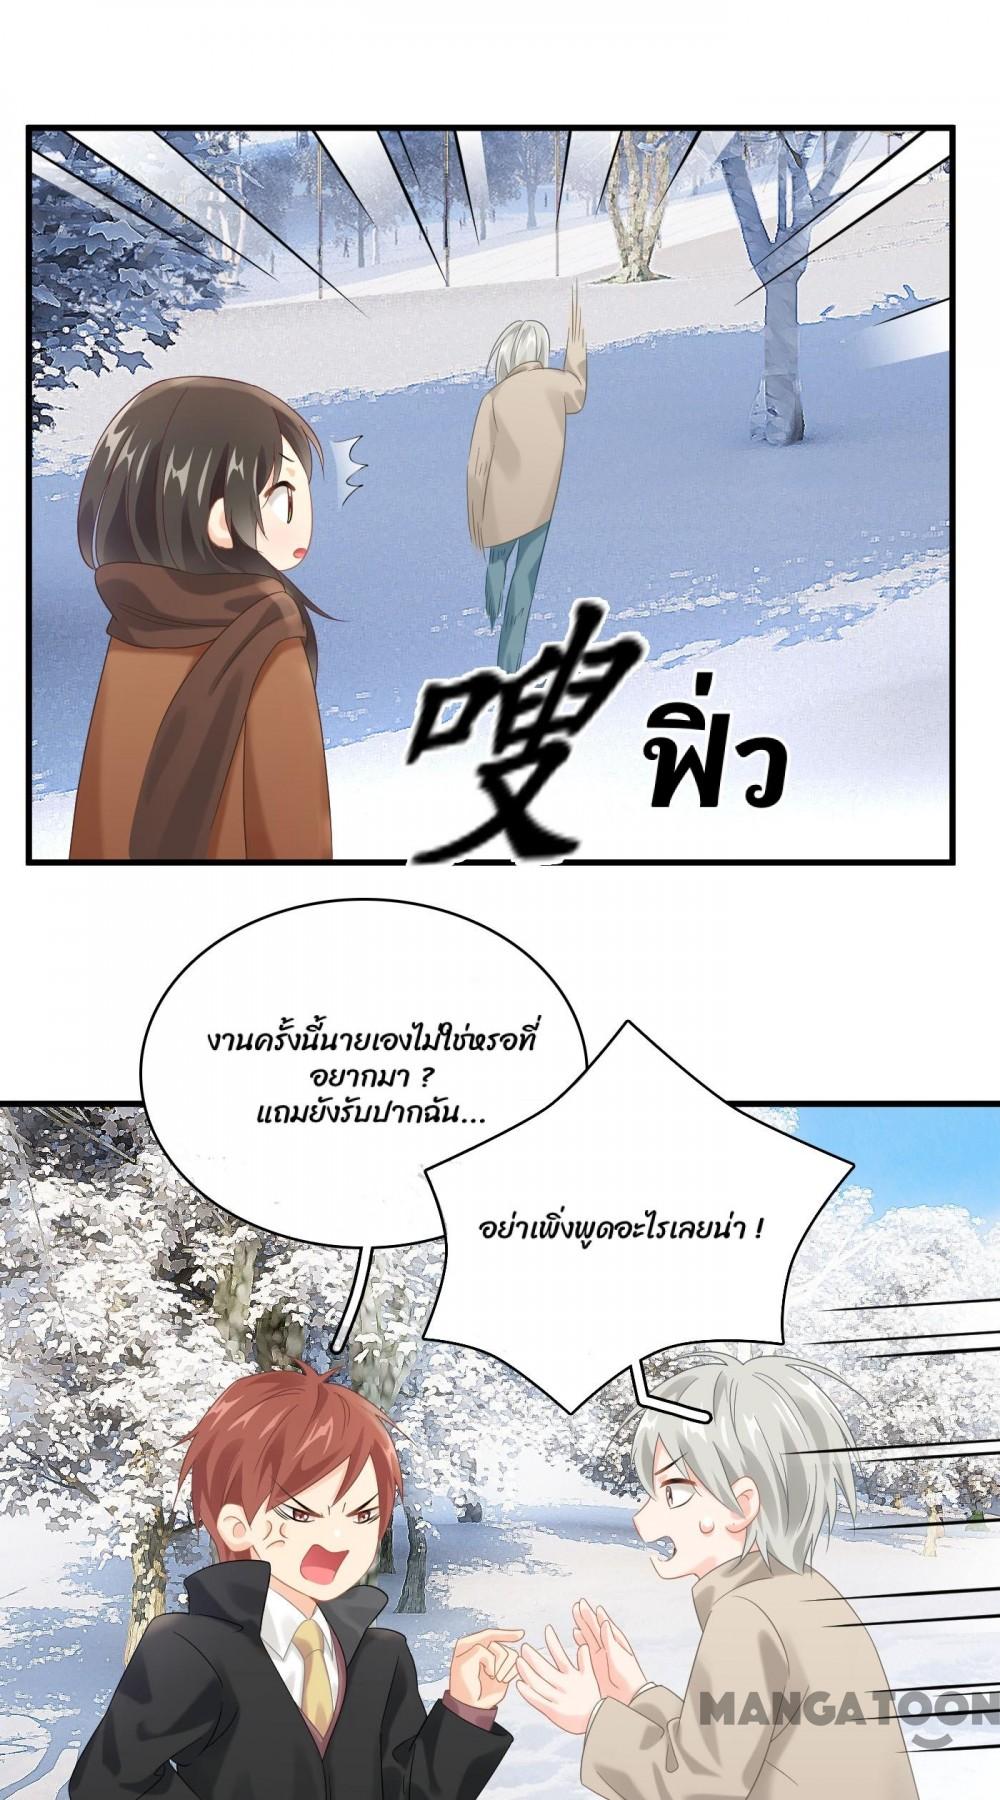 嗖
ฟิ่ว
งานครั้งนี้นายเองไม่ใช่หรอที่
อยากมา ?
แถมยังรับปากฉัน...
อย่าเพิ่งพูดอะไรเลยน่า !
MANGATOON